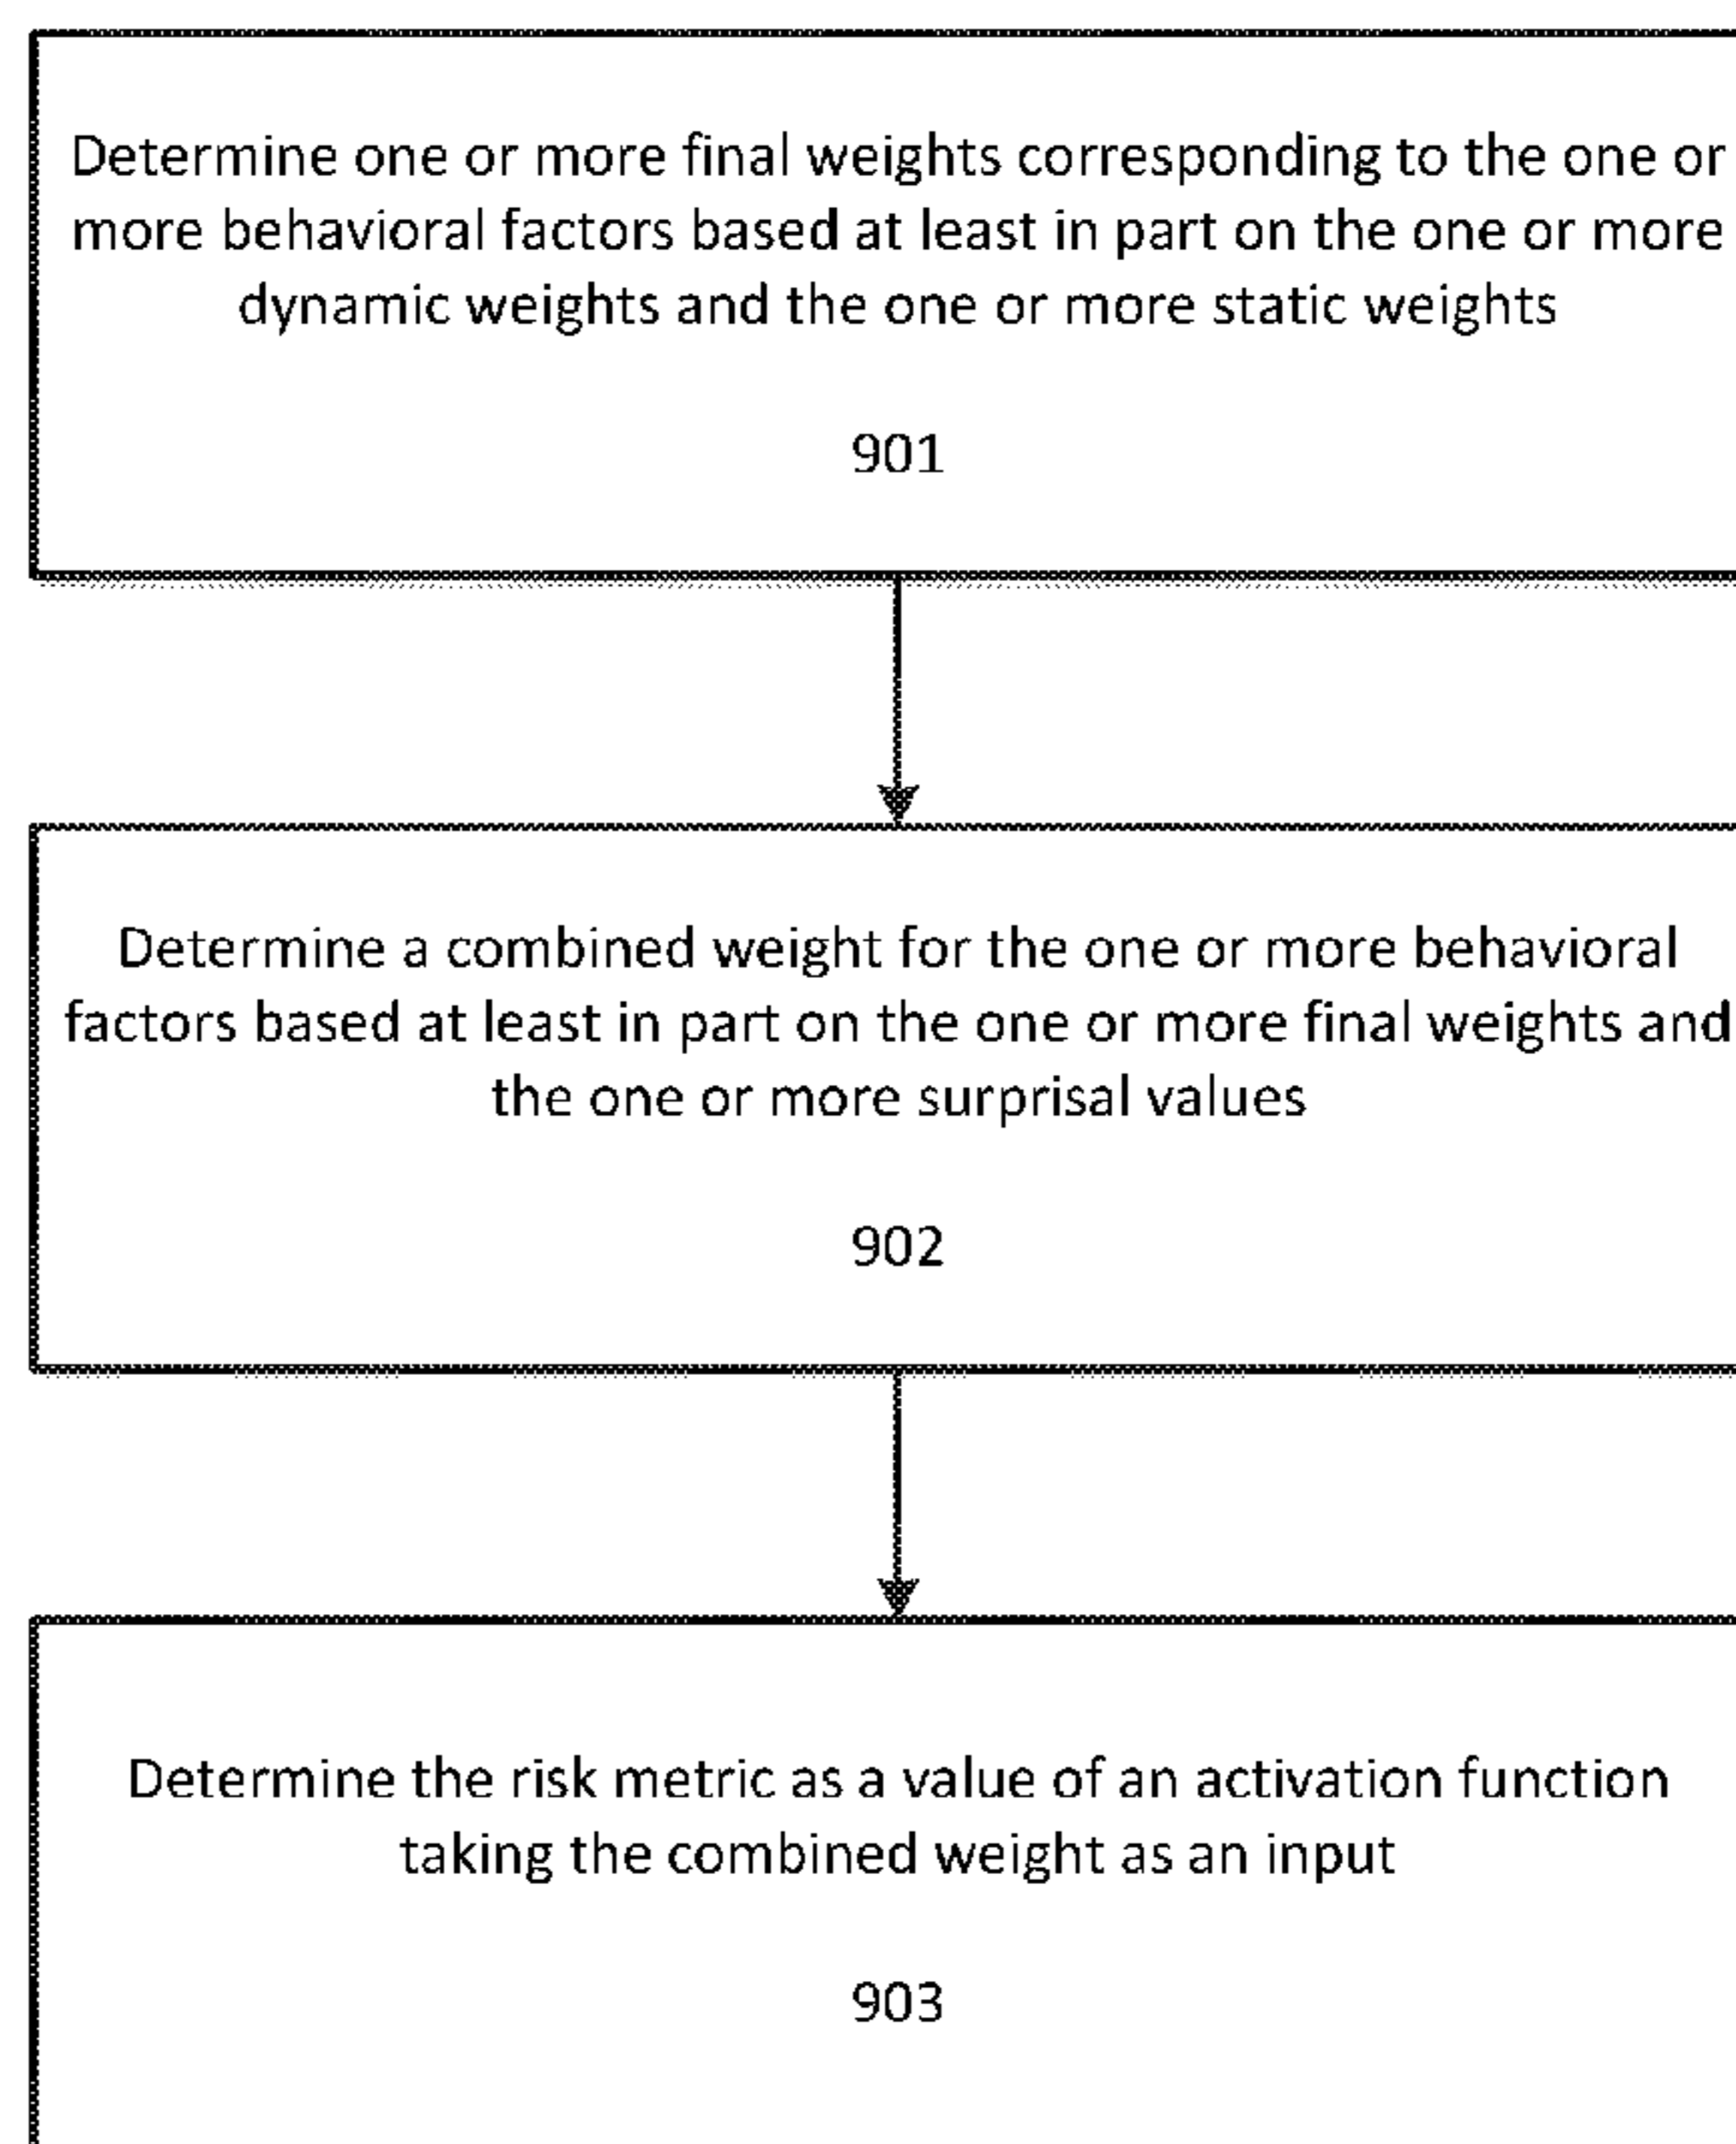 Determine one or more final weights corresponding to the one or
more behavioral factors based at least in part on the one or more
dynamic weights and the one or more static weights
901
Determine a combined weight for the one or more behavioral
factors based at least in part on the one or more final weights and
the one or more surprisal values
902
Determine the risk metric as a value of an activation function
taking the combined weight as an input
903